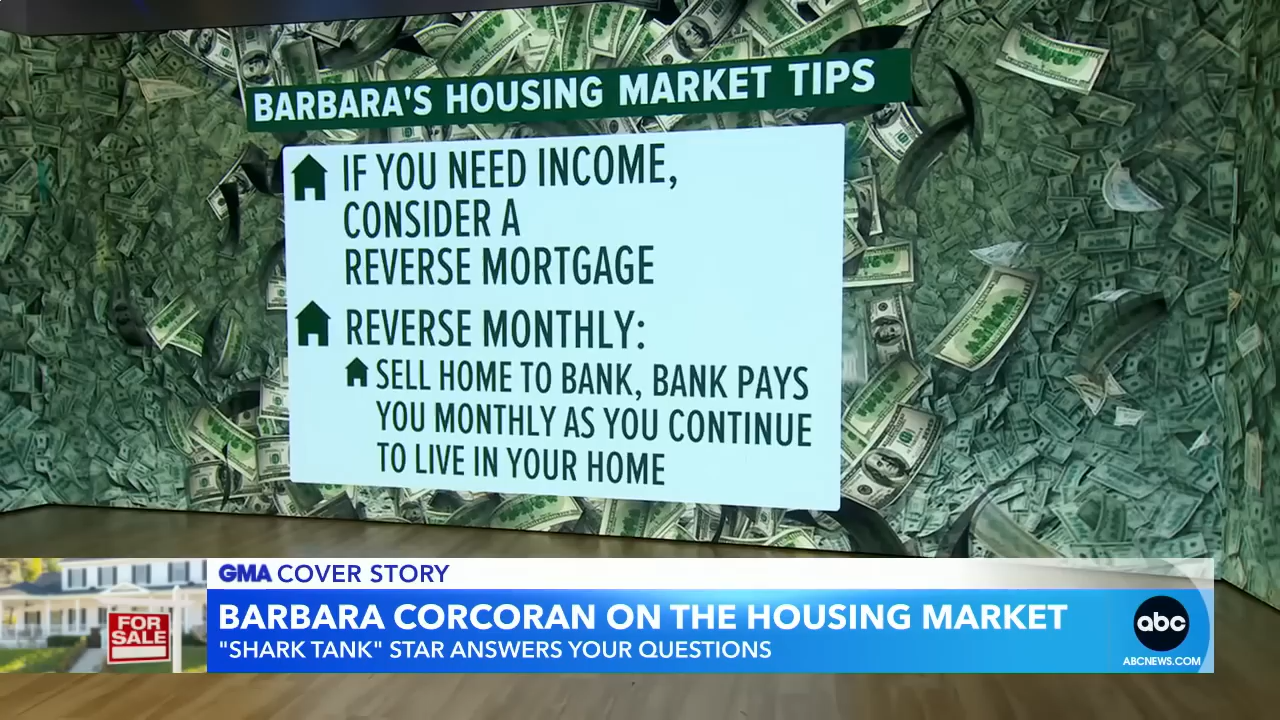 BARBARA'S HOUSING MARKET TIPS
IF YOU NEED INCOME,
CONSIDER A
REVERSE MORTGAGE
REVERSE MONTHLY:
SELL HOME TO BANK, BANK PAYS
YOU MONTHLY AS YOU CONTINUE
TO LIVE IN YOUR HOME
GMA COVER STORY
BARBARA CORCORAN ON THE HOUSING MARKET
"SHARK TANK" STAR ANSWERS YOUR QUESTIONS
FOR
SALE
abc
ABCNEWS.COM